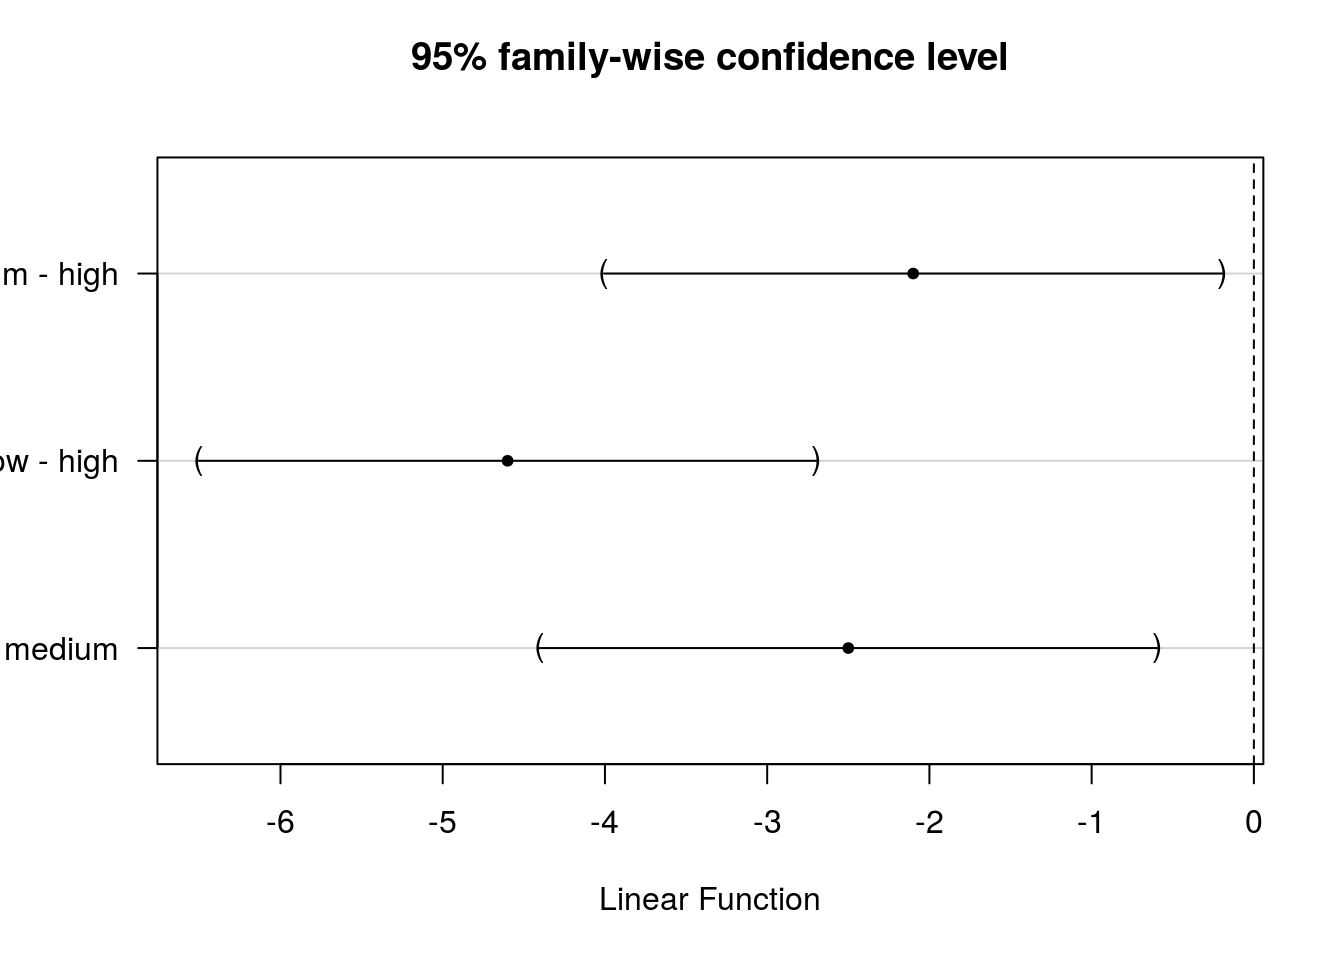 95% family-wise confidence level
m - high
ow - high
medium
-6 -5 -4 -3 -2 -1 0
Linear Function